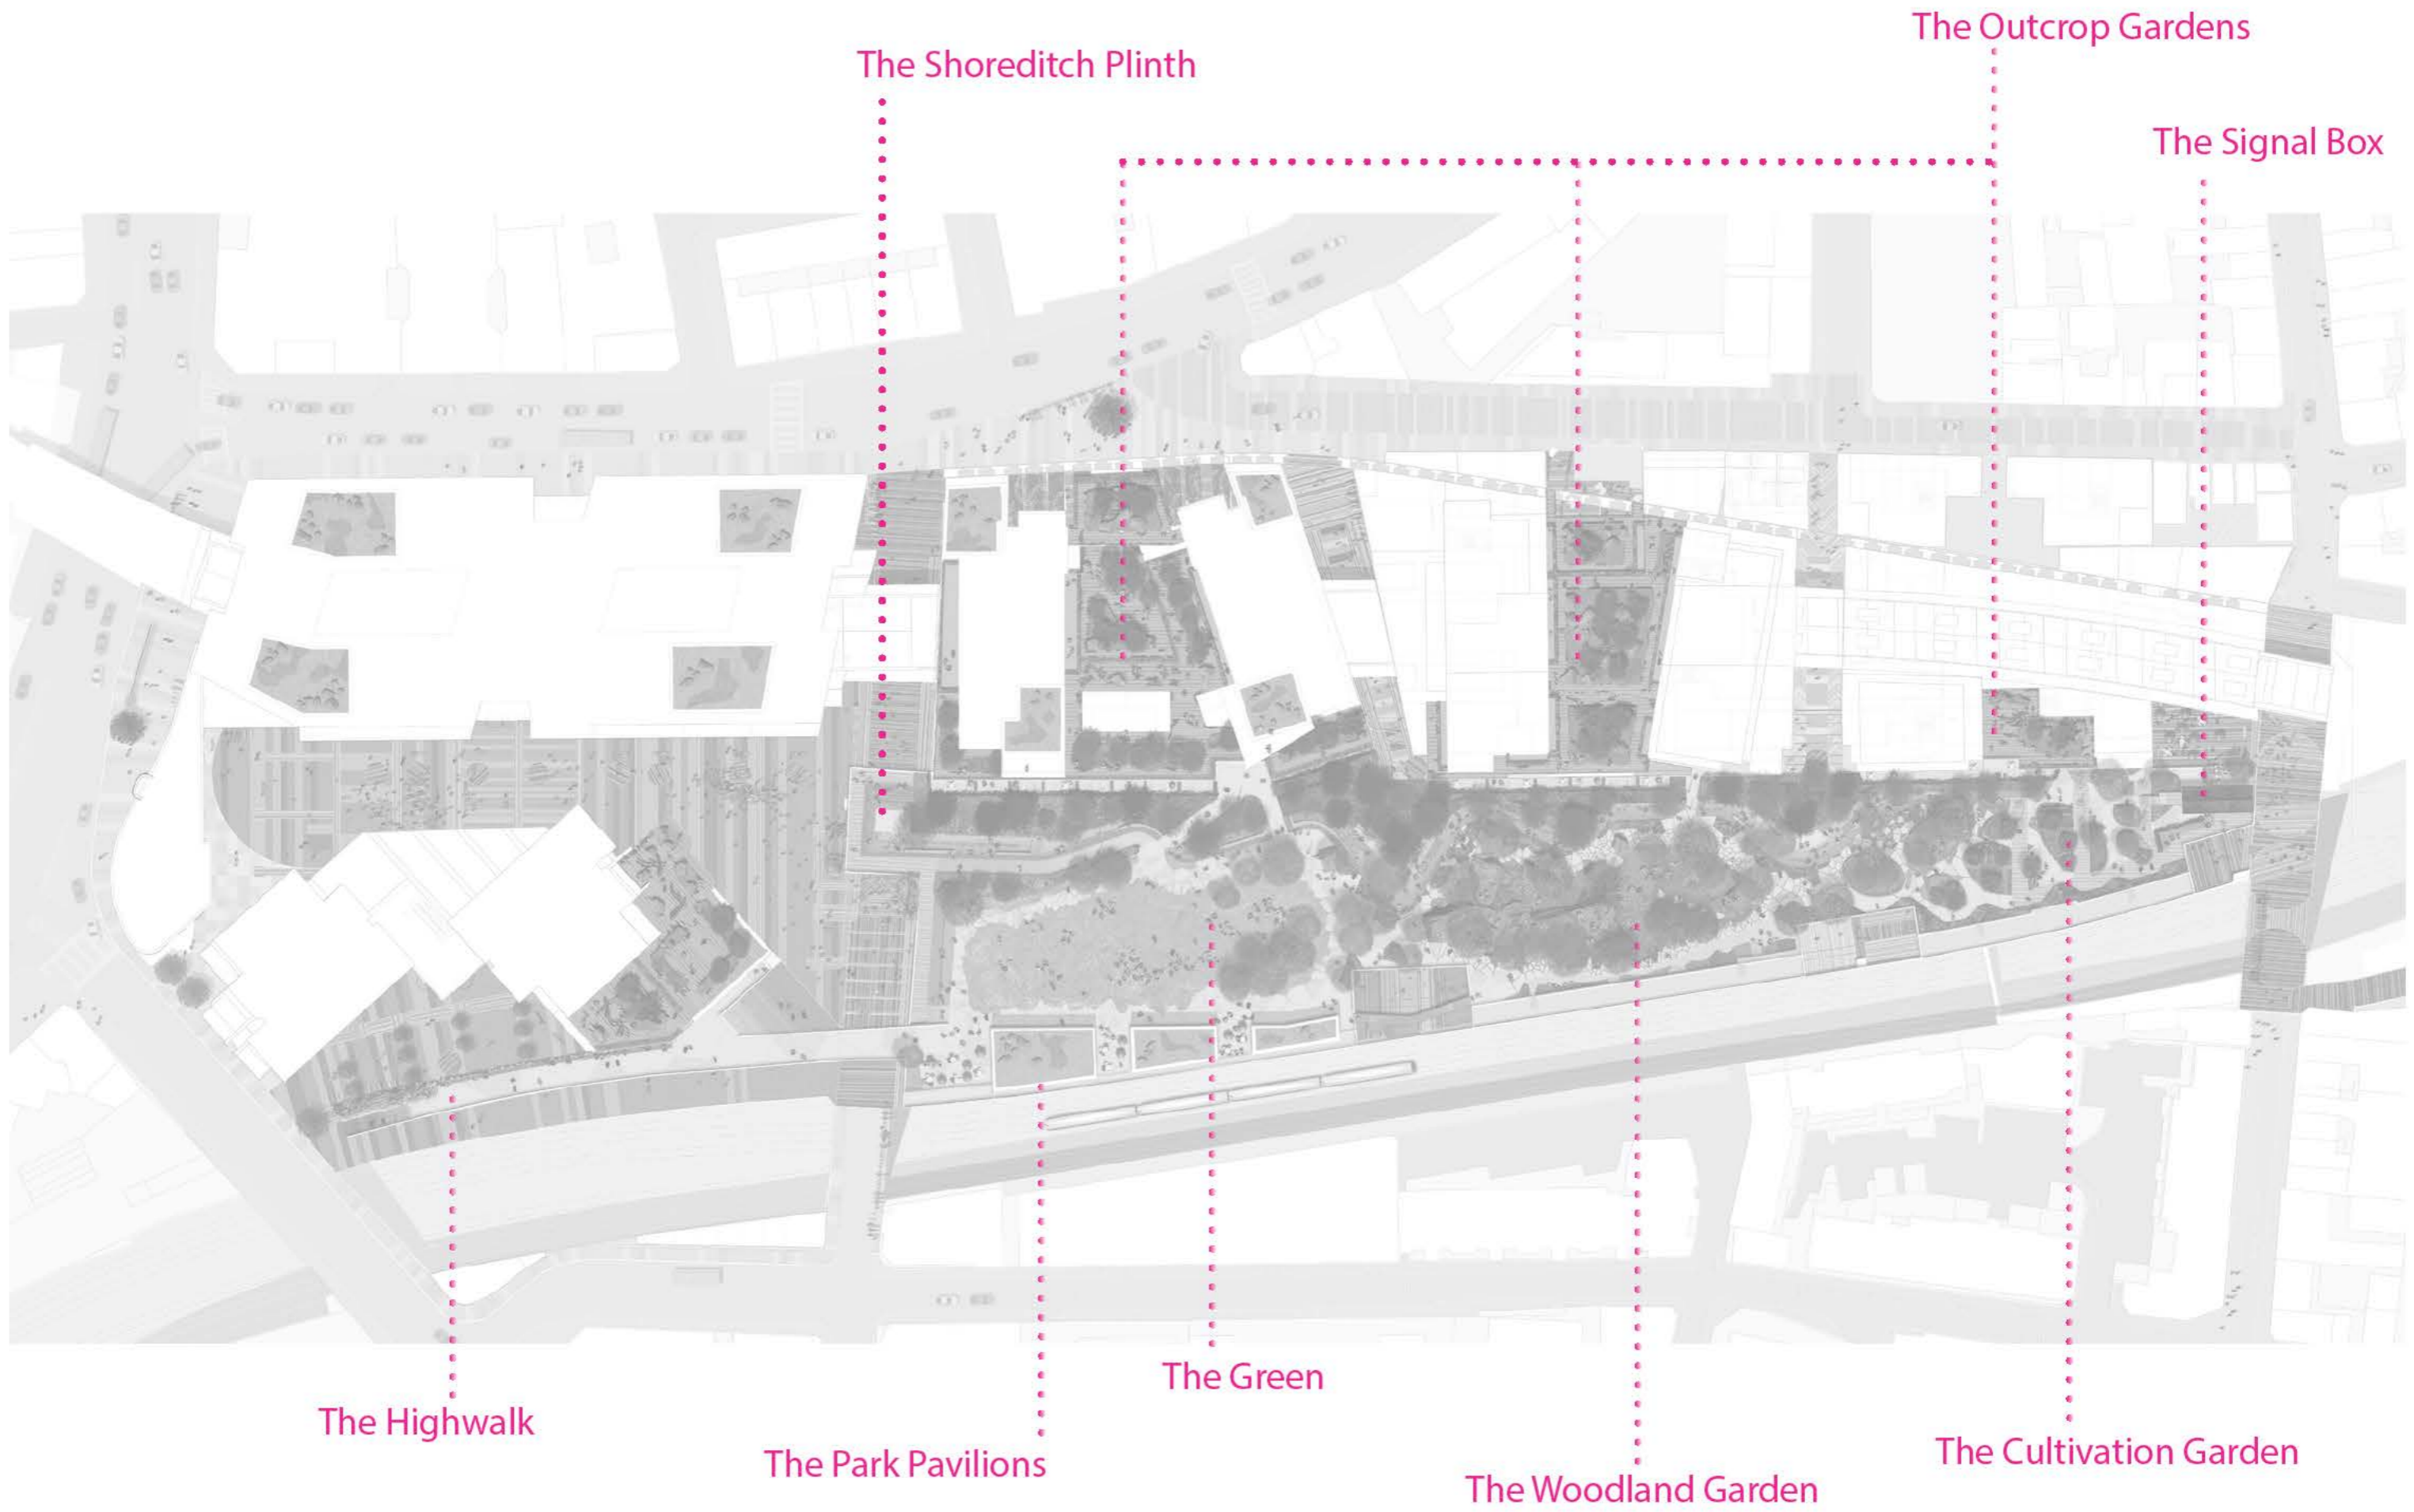 The Outcrop Gardens
The Shoreditch Plinth
The Signal Box
The Green
The Highwalk
The Park Pavilions
The Cultivation Garden
The Woodland Garden